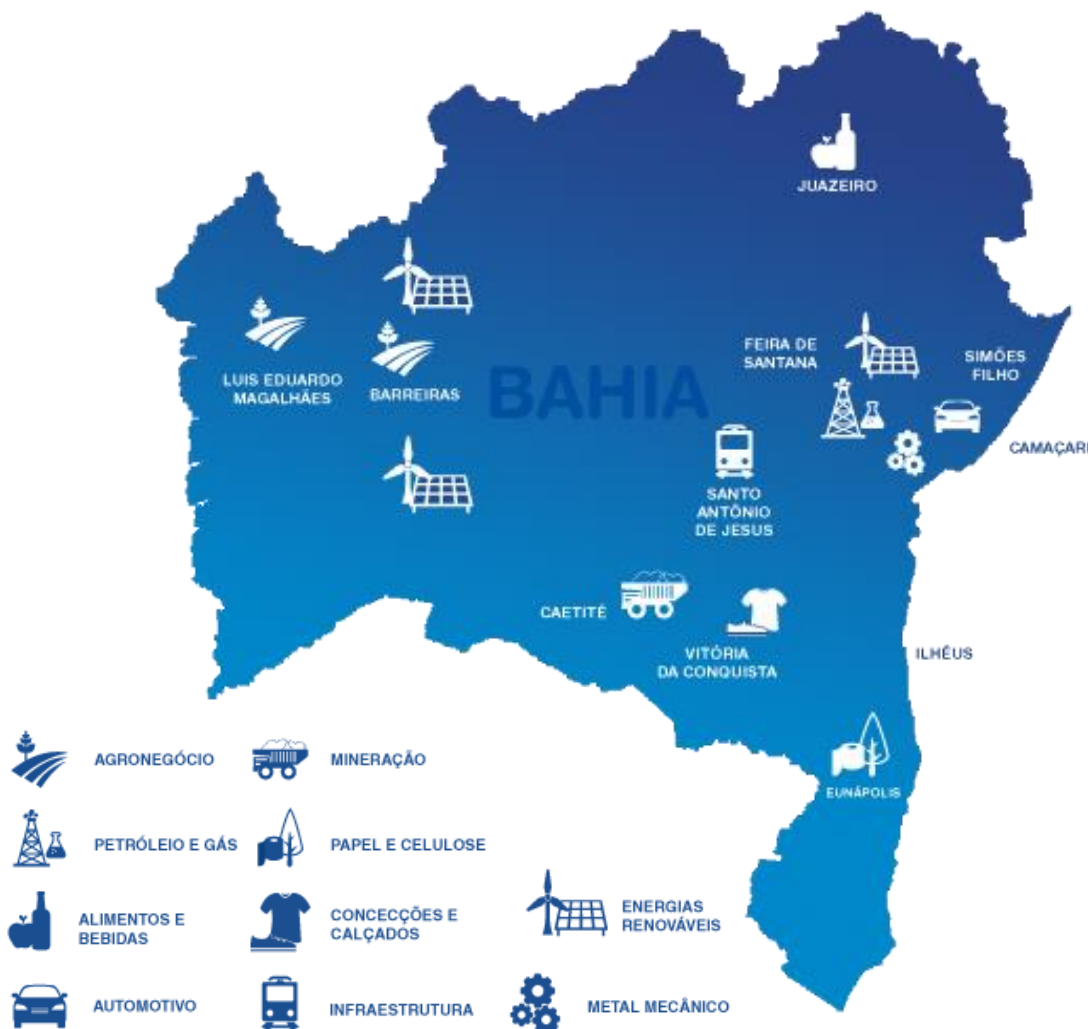 JUAZEIRO
FEIRA DE
SANTANA
SIMÕES
FILHO
LUIS EDUARDO
MAGALHÃES
BARREIRAS
BAHIA
CAMAÇARI
SANTO
ANTÔNIO
DE JESUS
CAETITÉ
VITÓRIA
DA CONQUISTA
ILHÉUS
EUNÁPOLIS
AGRONEGÓCIO
MINERAÇÃO
PETRÓLEIO E GÁS
PAPEL E CELULOSE
ALIMENTOS E
BEBIDAS
CONCECÇÕES E
CALÇADOS
ENERGIAS
RENOVÁVEIS
AUTOMOTIVO
INFRAESTRUTURA
METAL MECÂNICO